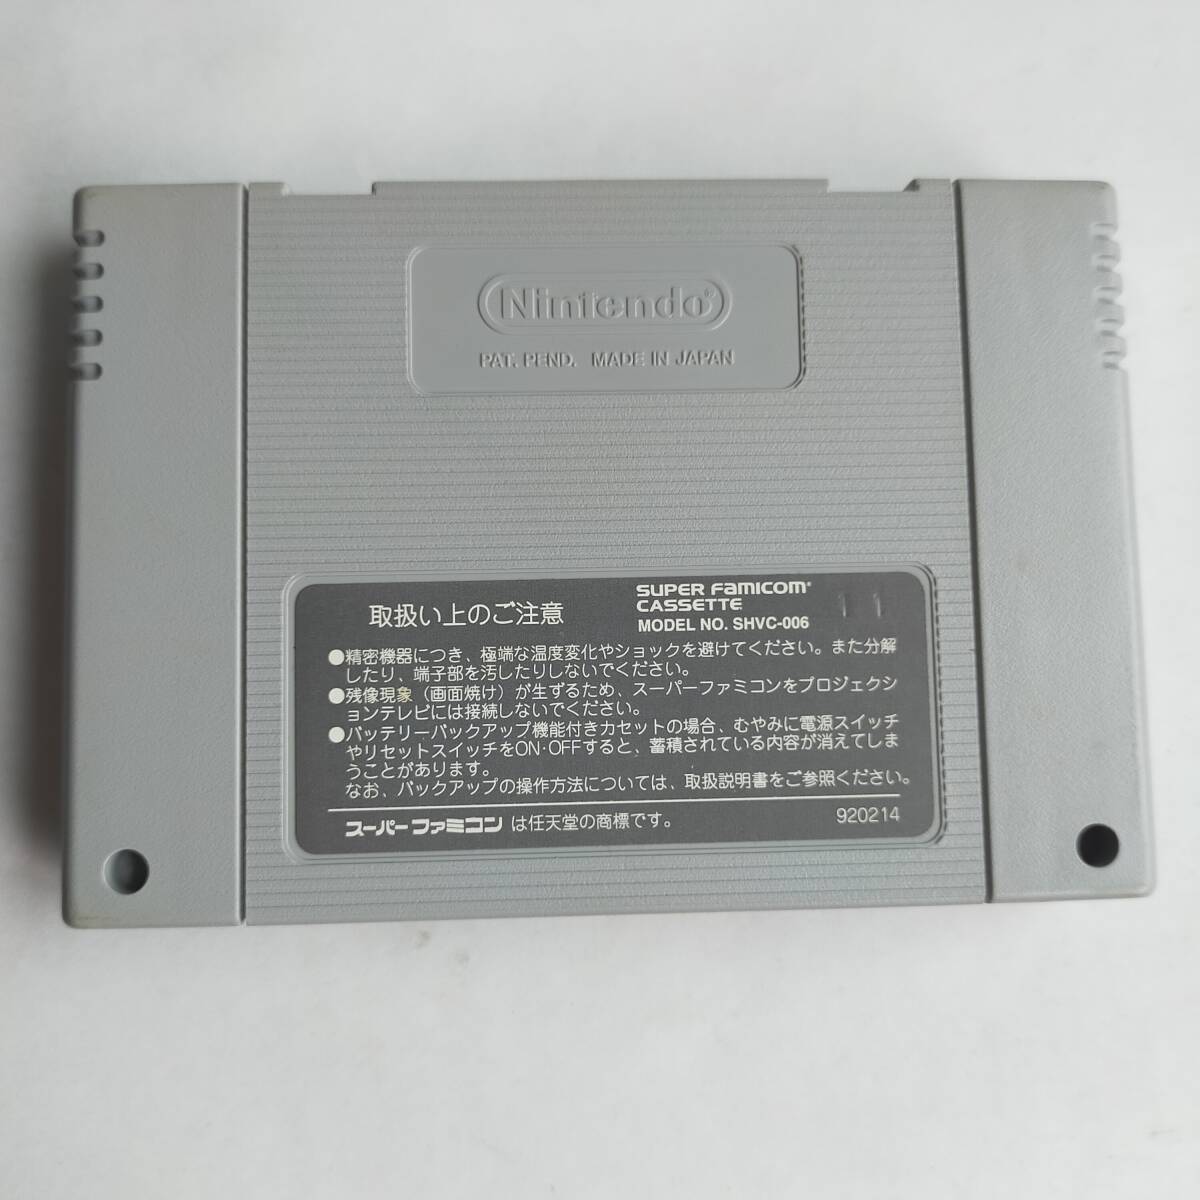 Nintendo®
PAT. PEND. MADE IN JAPAN
取扱い上のご注意
SUPER FAMICOM®
CASSETTE
MODEL NO. SHVC-006
11
●精密機器につき、極端な温度変化やショックを避けてください。また分解
したり、端子部を汚したりしないでください。
●残像現象（画面焼け）が生ずるため、スーパーファミコンをプロジェクシ
ョンテレビには接続しないでください。
●バッテリーバックアップ機能付きカセットの場合、むやみに電源スイッチ
やリセットスイッチをON・OFFすると、蓄積されている内容が消えてしま
うことがあります。
なお、バックアップの操作方法については、取扱説明書をご参照ください。
スーパーファミコン は任天堂の商標です。
920214